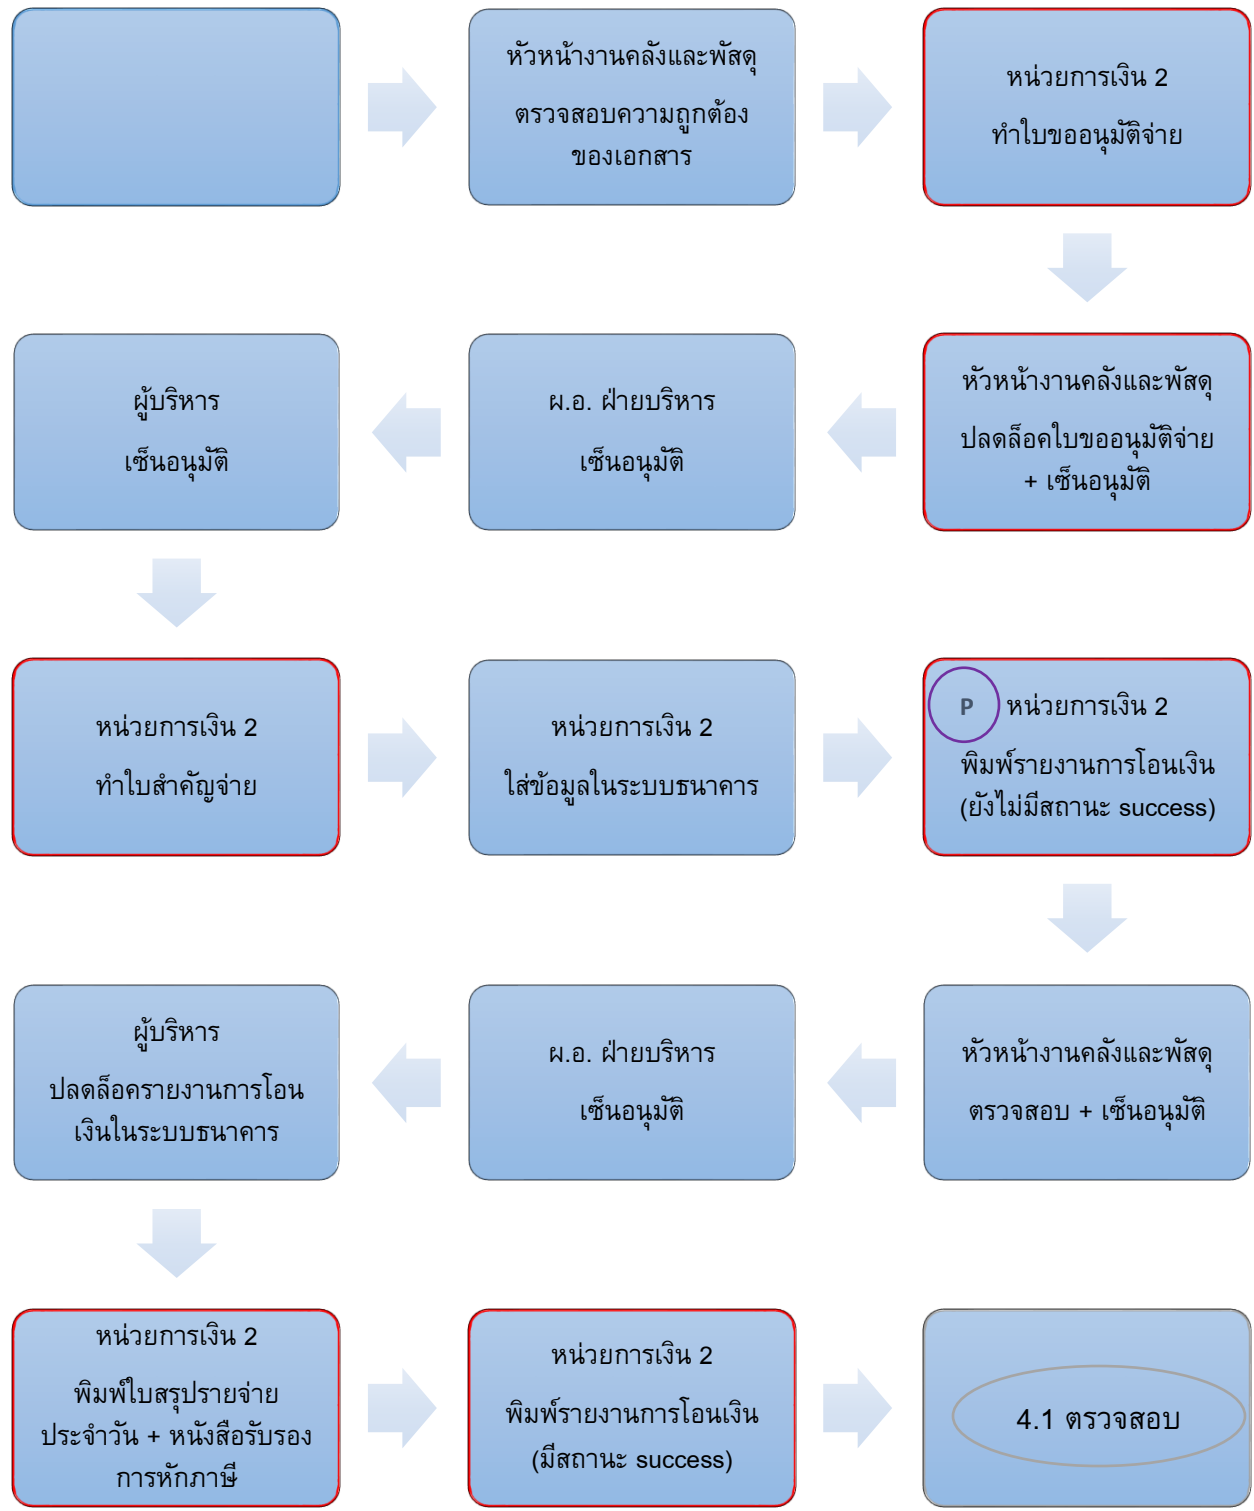 หัวหน้างานคลังและพัสดุ
ตรวจสอบความถูกต้อง
ของเอกสาร
หน่วยการเงิน 2
ทำใบขออนุมัติจ่าย
หัวหน้างานคลังและพัสดุ
ปลดล็อคใบขออนุมัติจ่าย
+ เซ็นอนุมัติ
ผ.อ. ฝ่ายบริหาร
เซ็นอนุมัติ
ผู้บริหาร
เซ็นอนุมัติ
หน่วยการเงิน 2
ทำใบสำคัญจ่าย
หน่วยการเงิน 2
ใส่ข้อมูลในระบบธนาคาร
P หน่วยการเงิน 2
พิมพ์รายงานการโอนเงิน
(ยังไม่มีสถานะ success)
หัวหน้างานคลังและพัสดุ
ตรวจสอบ + เซ็นอนุมัติ
ผ.อ. ฝ่ายบริหาร
เซ็นอนุมัติ
ผู้บริหาร
ปลดล็อครายงานการโอน
เงินในระบบธนาคาร
หน่วยการเงิน 2
พิมพ์ใบสรุปรายจ่าย
ประจำวัน + หนังสือรับรอง
การหักภาษี
หน่วยการเงิน 2
พิมพ์รายงานการโอนเงิน
(มีสถานะ success)
4.1 ตรวจสอบ